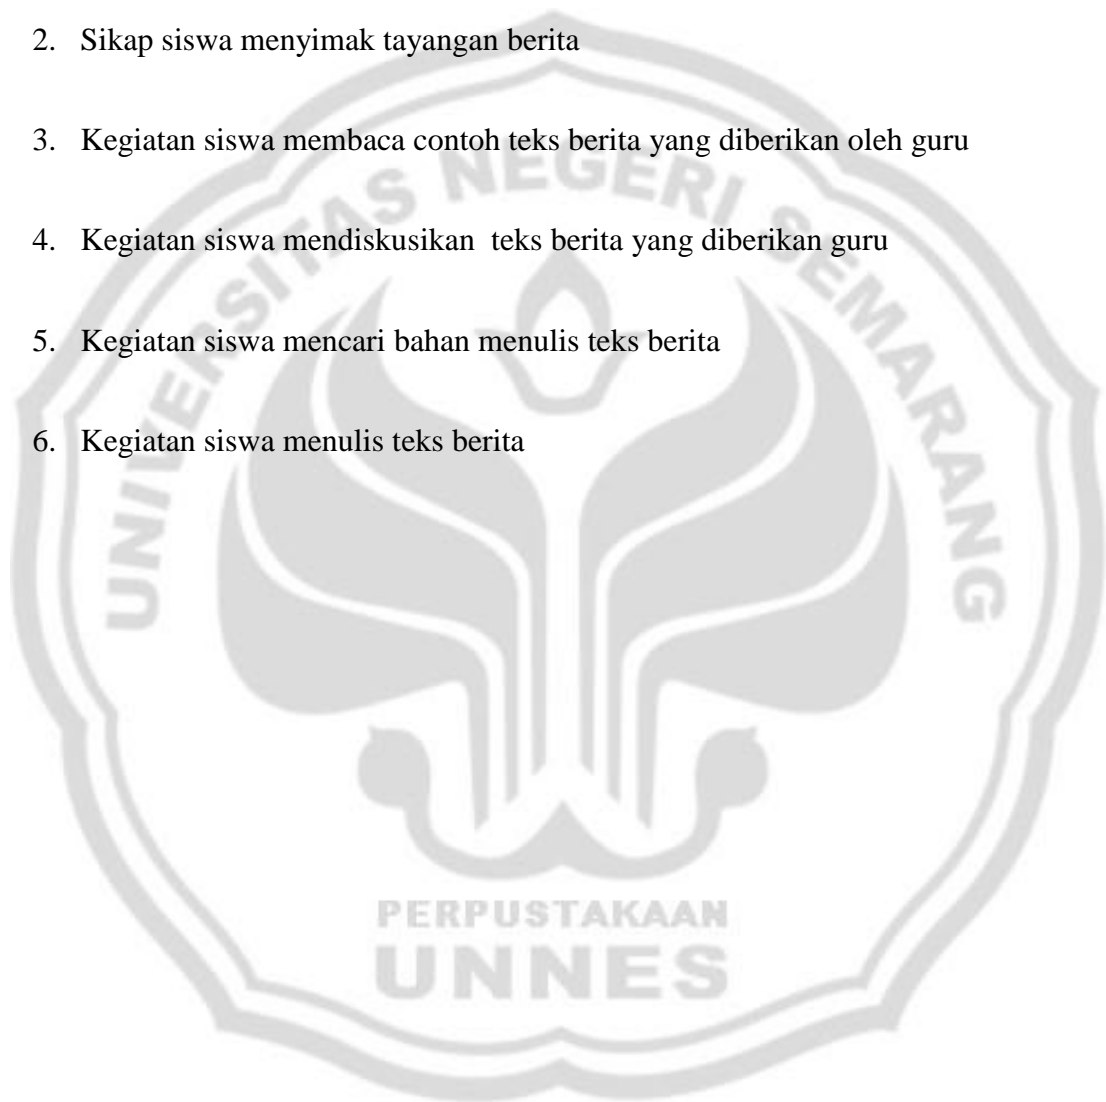 2. Sikap siswa menyimak tayangan berita
3. Kegiatan siswa membaca contoh teks berita yang diberikan oleh guru
4. Kegiatan siswa mendiskusikan teks berita yang diberikan guru
5. Kegiatan siswa mencari bahan menulis teks berita
6. Kegiatan siswa menulis teks berita
UNIVERSITAS NEGERI SEMARANG
PERPUSTAKAAN
UNNES